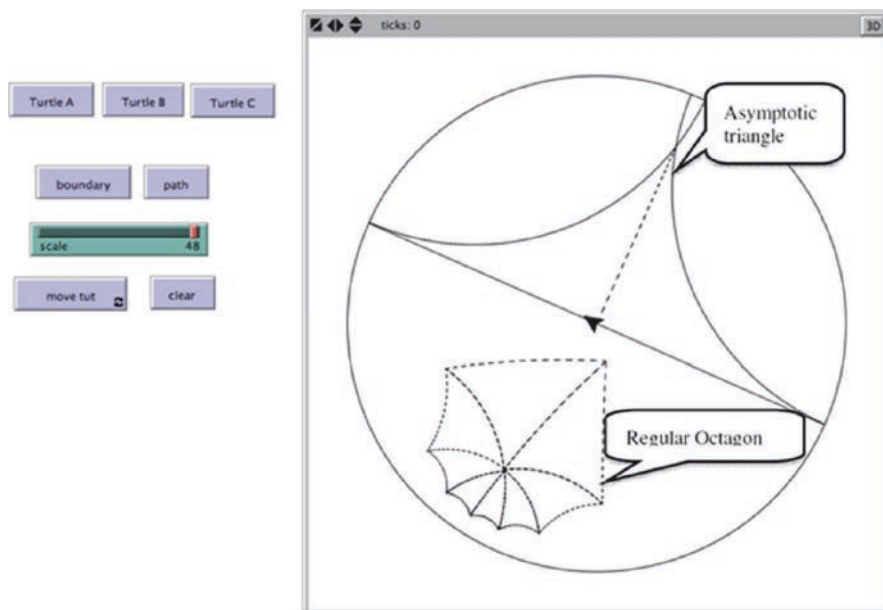 ticks: 0
3D
Turtle A
Turtle B
Turtle C
boundary
path
scale
48
move tut
clear
Asymptotic
triangle
Regular Octagon